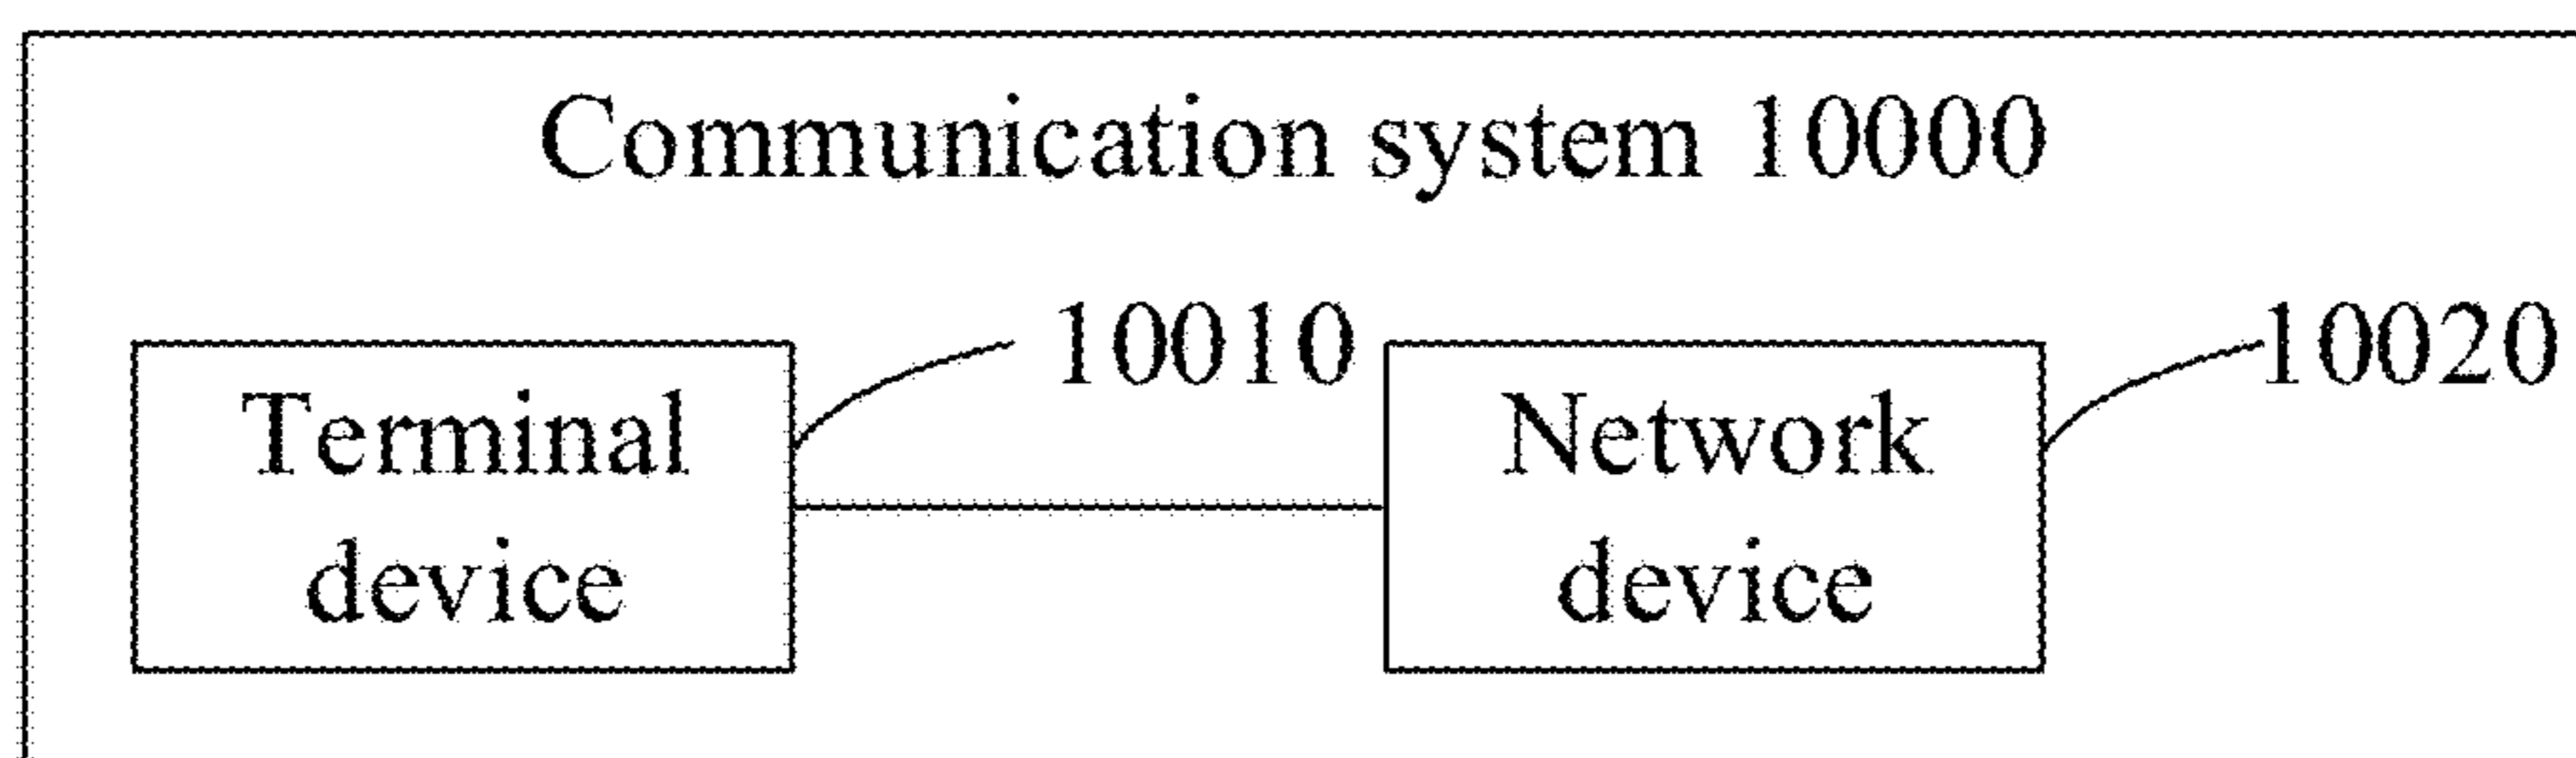 Communication system 10000
10010
10020
Terminal
device
Network
device